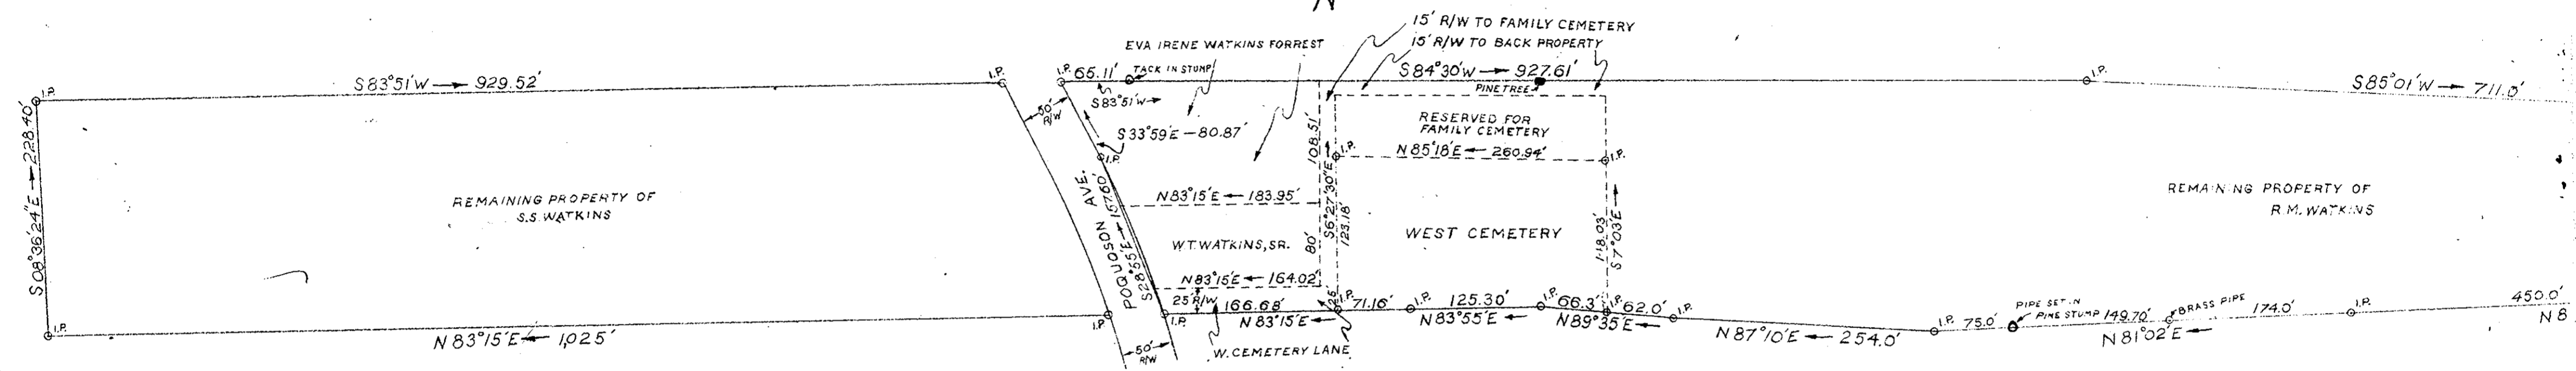 N
15' R/W TO FAMILY CEMETERY
15' R/W TO BACK PROPERTY
EVA IRENE WATKINS FORREST
I.P.
S83°51'W → 929.52'
I.P.
I.P.
65.11'
TACK IN STUMP
S84°30'W → 927.61'
PINE TREE
I.P.
S85°01'W → 711.0'
S83°51'W →
50'
R/W
S33°59'E — 80.87'
I.P.
108.51'
RESERVED FOR
FAMILY CEMETERY
I.P.
N85°18'E ← 260.94'
I.P.
S08°36'24"E → 228.40'
REMAINING PROPERTY OF
S.S. WATKINS
POQUOSON AVE.
S28°55'E → 157.60'
N83°15'E ← 183.95'
W.T. WATKINS, SR.
80'
S6°27'30"E
123.18'
WEST CEMETERY
118.03'
S7°03'E →
REMAINING PROPERTY OF
R.M. WATKINS
N83°15'E ← 164.02'
25' R/W
166.68'
25'
I.P.
71.16'
I.P.
125.30'
I.P.
66.3'
I.P.
62.0'
I.P.
N83°15'E ←
N83°55'E ←
N89°35'E ←
N87°10'E ← 254.0'
I.P.
75.0'
PIPE SET IN
PINE STUMP
149.70'
BRASS PIPE
174.0'
I.P.
450.0'
N81°02'E ←
N8
I.P.
N83°15'E ← 1,025'
I.P.
I.P.
50'
R/W
W. CEMETERY LANE